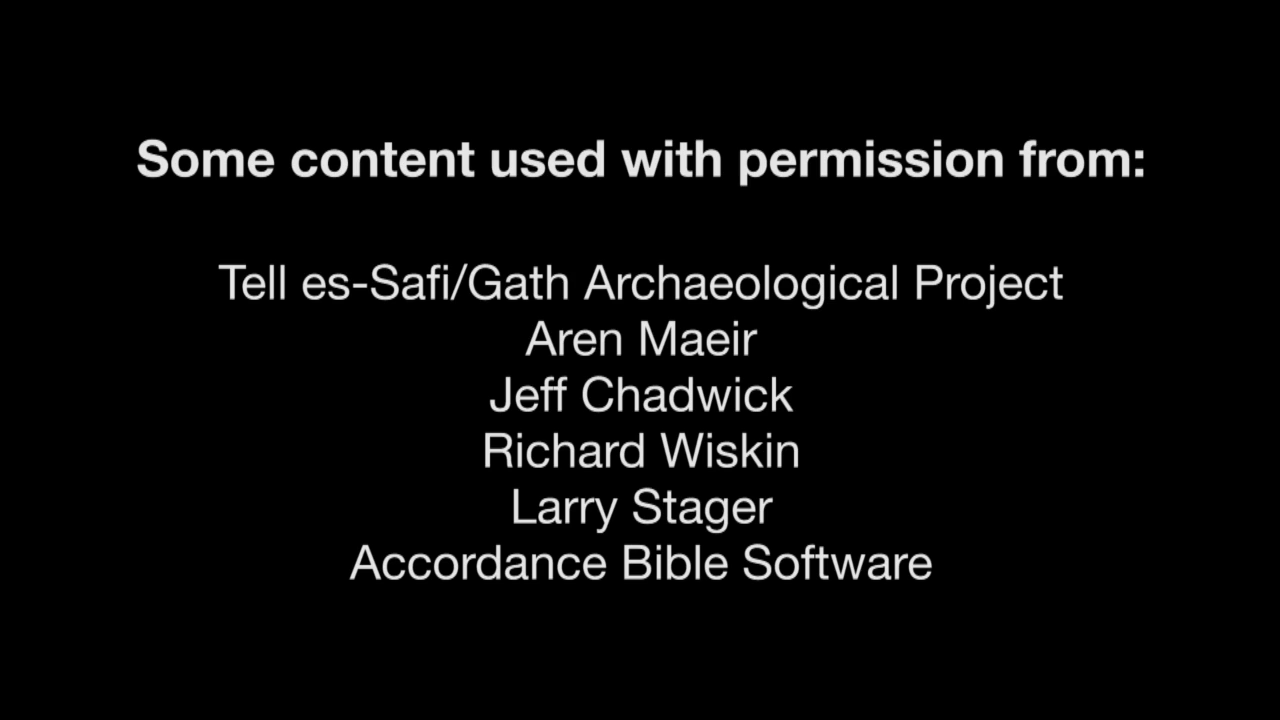 Some content used with permission from:
Tell es-Safi/Gath Archaeological Project
Aren Maeir
Jeff Chadwick
Richard Wiskin
Larry Stager
Accordance Bible Software